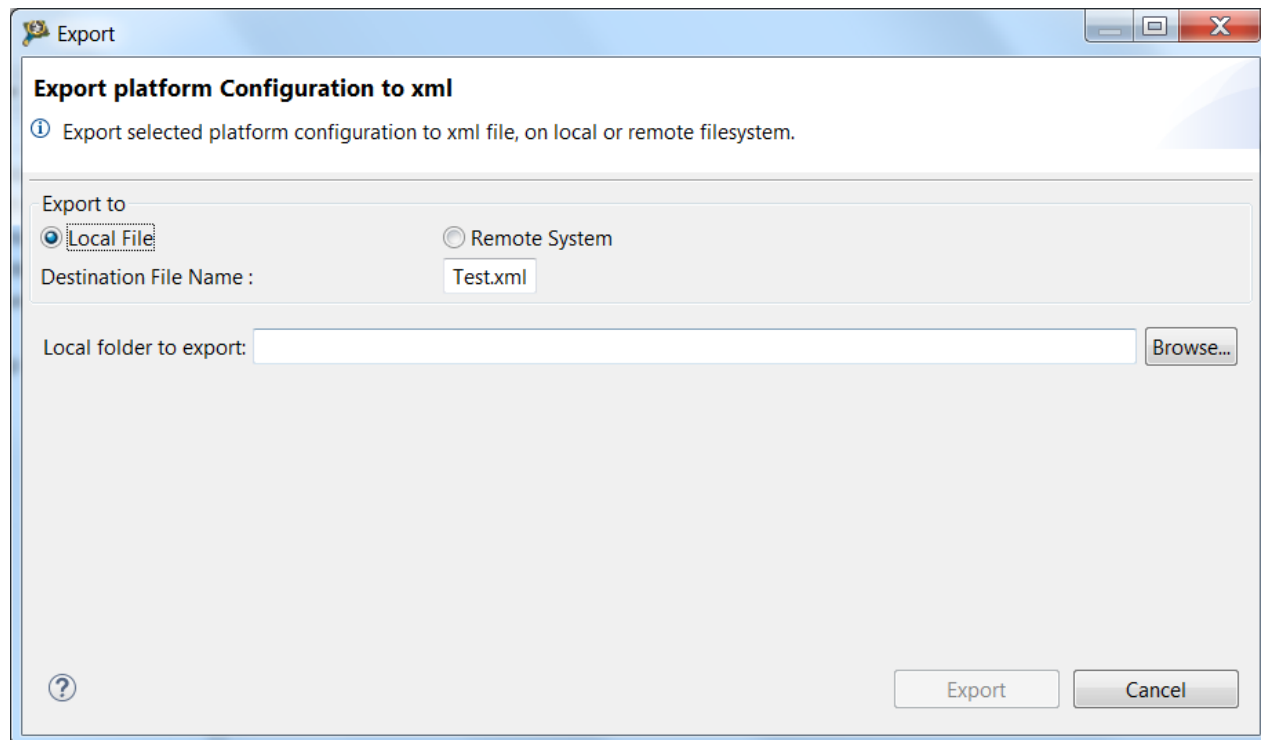 Export
Export platform Configuration to xml
Export selected platform configuration to xml file, on local or remote filesystem.
Export to
Local File Remote System
Destination File Name : Test.xml
Local folder to export: Browse...
Export Cancel